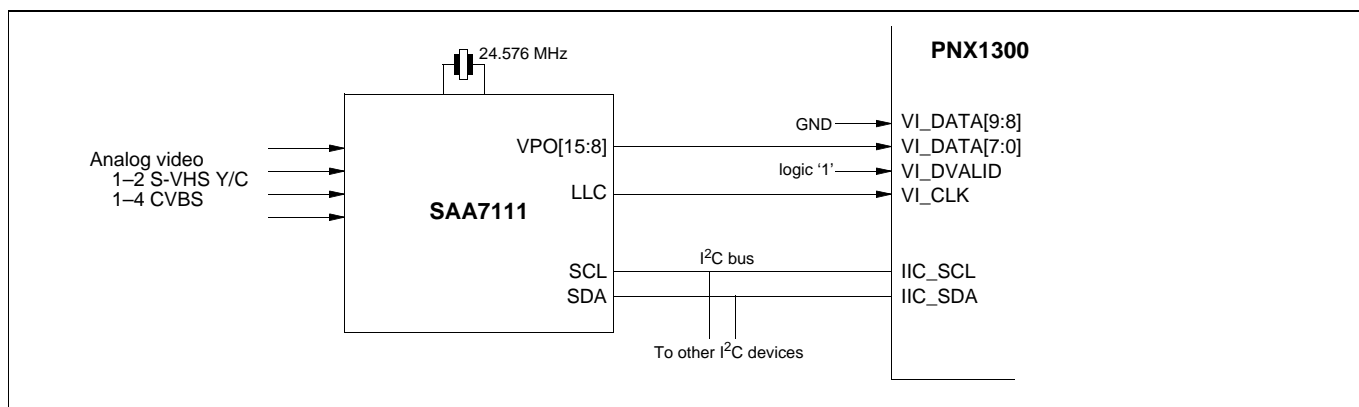 24.576 MHz
PNX1300
GND
VI_DATA[9:8]
VPO[15:8]
VI_DATA[7:0]
Analog video
1–2 S-VHS Y/C
1–4 CVBS
logic ‘1’
VI_DVALID
LLC
VI_CLK
SAA7111
I²C bus
SCL
IIC_SCL
SDA
IIC_SDA
To other I²C devices